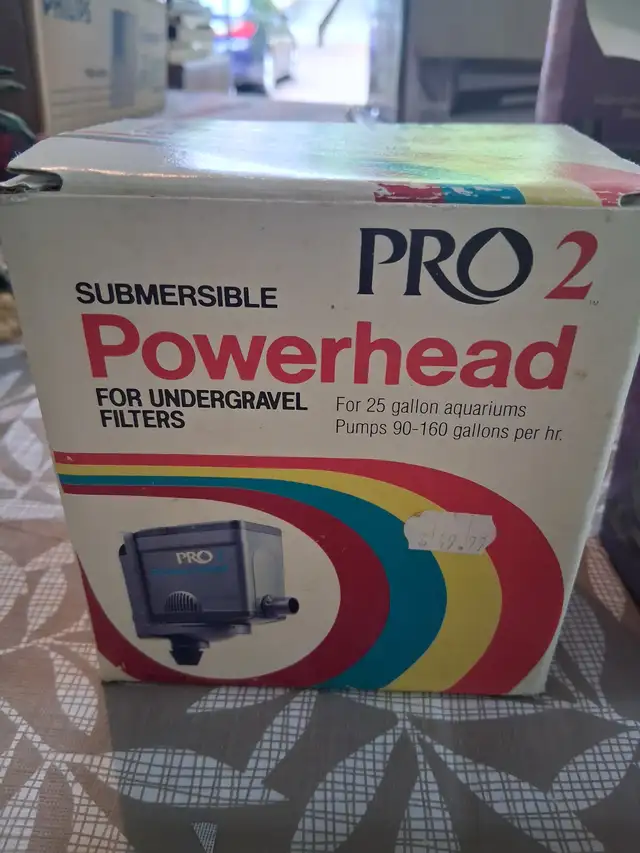 PRO 2
SUBMERSIBLE
Powerhead
FOR UNDERGRAVEL
FILTERS
For 25 gallon aquariums
Pumps 90-160 gallons per hr.
PRO